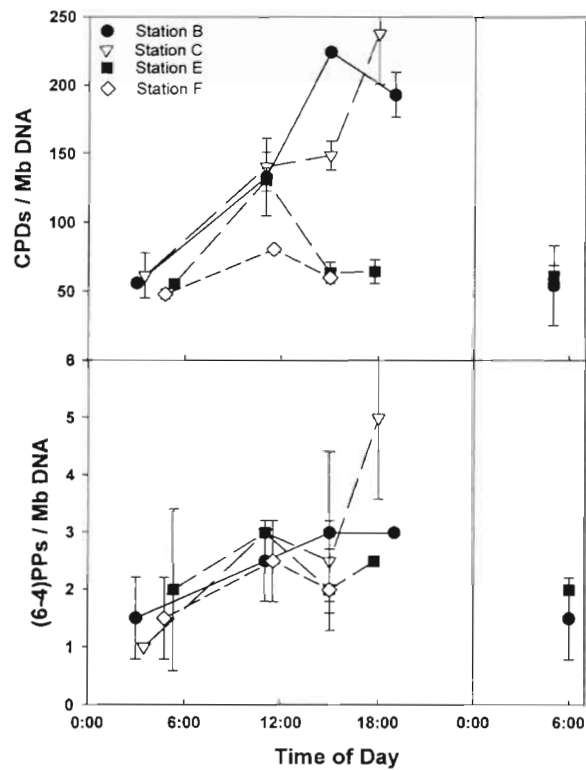 250
200
150
100
50
CPDs / Mb DNA
Station B
Station C
Station E
Station F
6
5
4
3
2
1
0
(6-4)PPs / Mb DNA
0:00 6:00 12:00 18:00 0:00 6:00
Time of Day